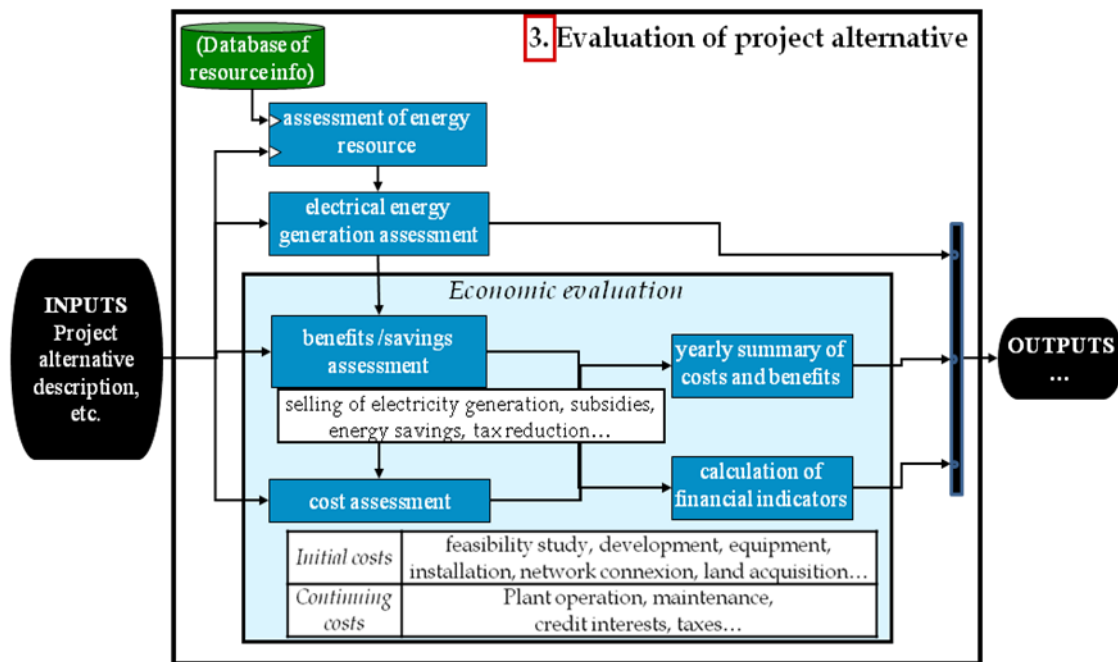 3. Evaluation of project alternative
(Database of
resource info)
assessment of energy
resource
electrical energy
generation assessment
INPUTS
Project
alternative
description,
etc.
Economic evaluation
benefits /savings
assessment
selling of electricity generation, subsidies,
energy savings, tax reduction...
cost assessment
yearly summary of
costs and benefits
calculation of
financial indicators
Initial costs
feasibility study, development, equipment,
installation, network connexion, land acquisition...
Continuing
costs
Plant operation, maintenance,
credit interests, taxes...
OUTPUTS
...